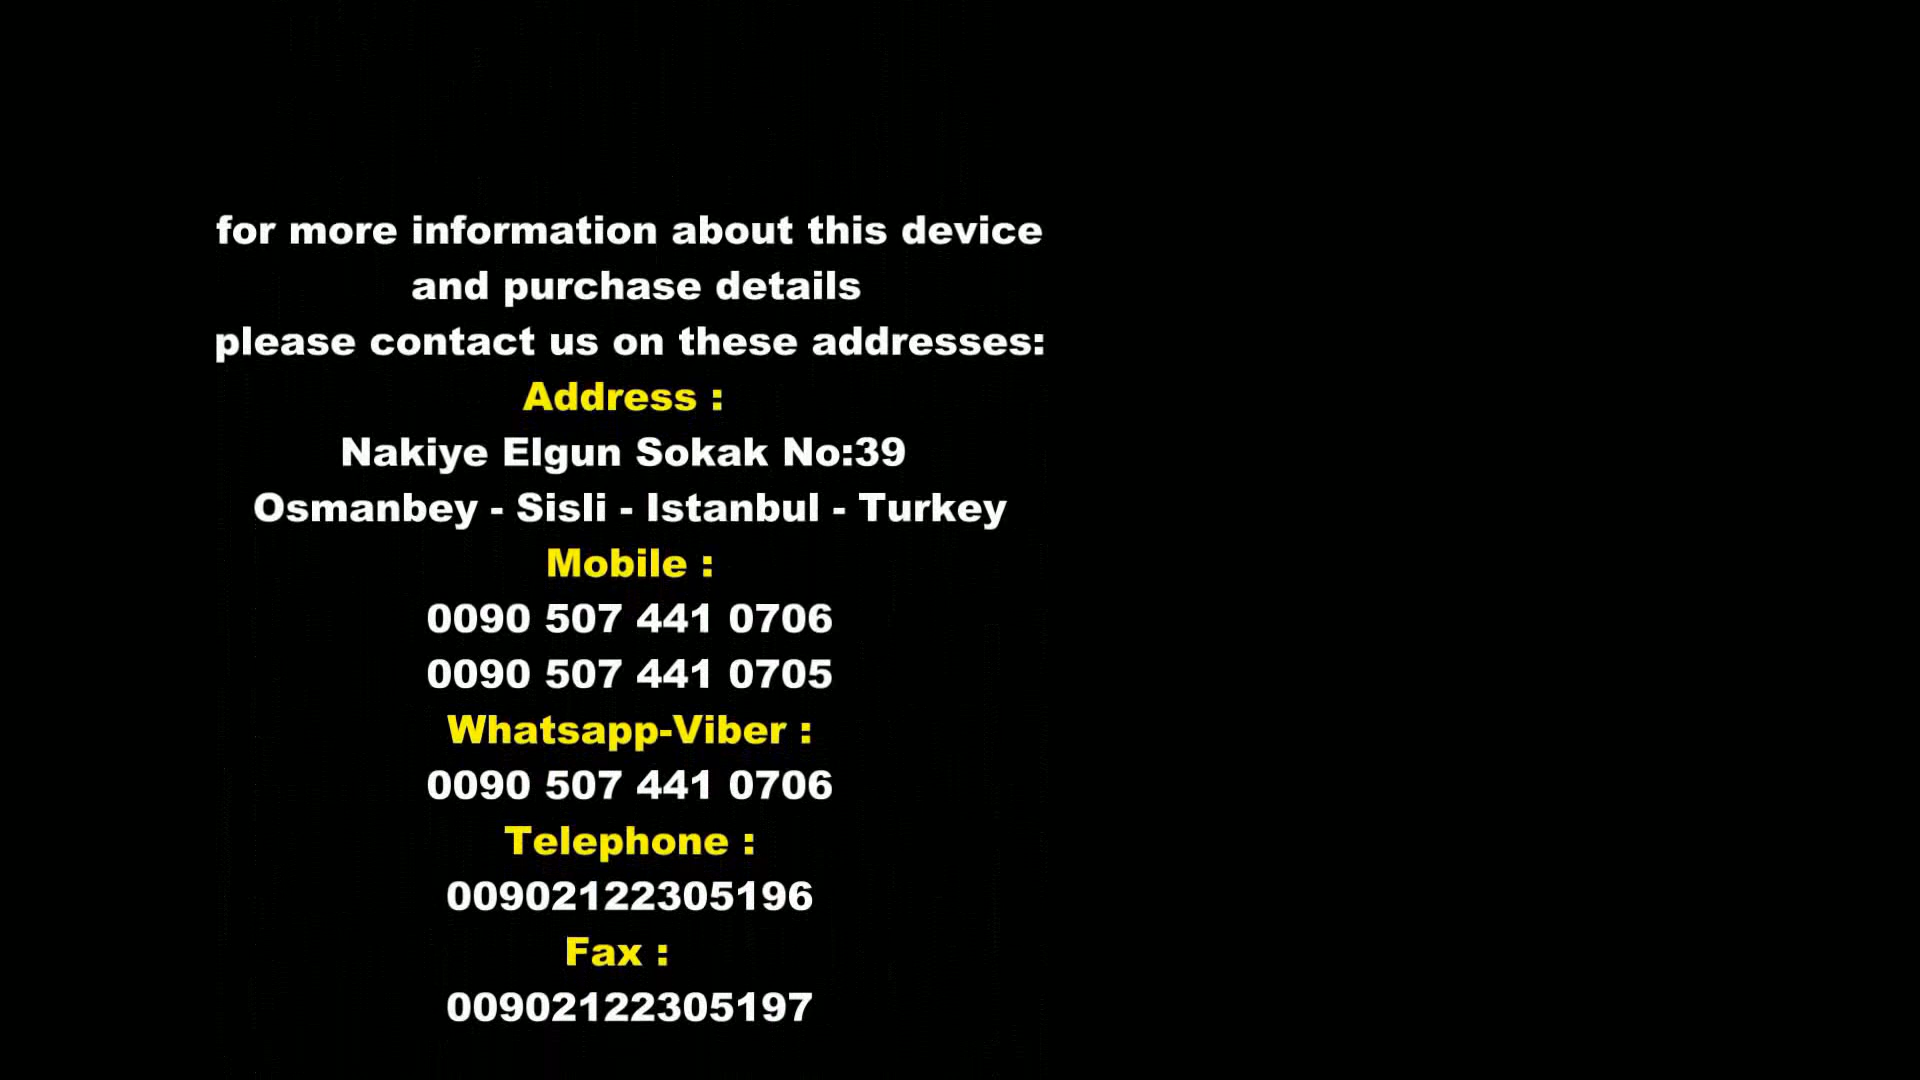 for more information about this device
and purchase details
please contact us on these addresses:
Address :
Nakiye Elgun Sokak No:39
Osmanbey - Sisli - Istanbul - Turkey
Mobile :
0090 507 441 0706
0090 507 441 0705
Whatsapp-Viber :
0090 507 441 0706
Telephone :
00902122305196
Fax :
00902122305197